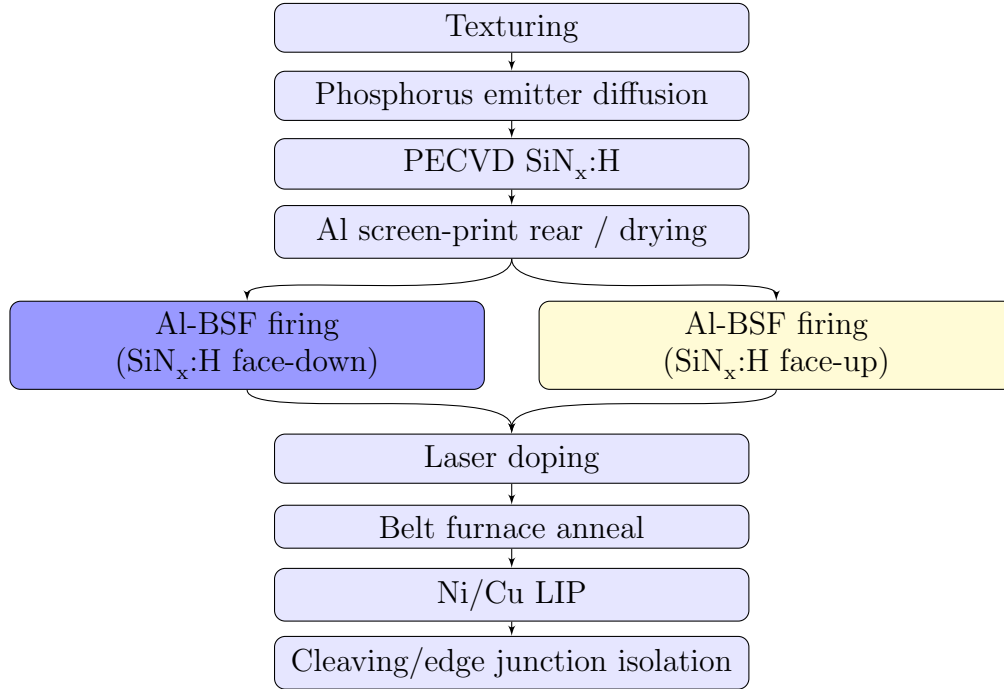 Texturing
Phosphorus emitter diffusion
PECVD SiNₓ:H
Al screen-print rear / drying
Al-BSF firing
(SiNₓ:H face-down)
Al-BSF firing
(SiNₓ:H face-up)
Laser doping
Belt furnace anneal
Ni/Cu LIP
Cleaving/edge junction isolation